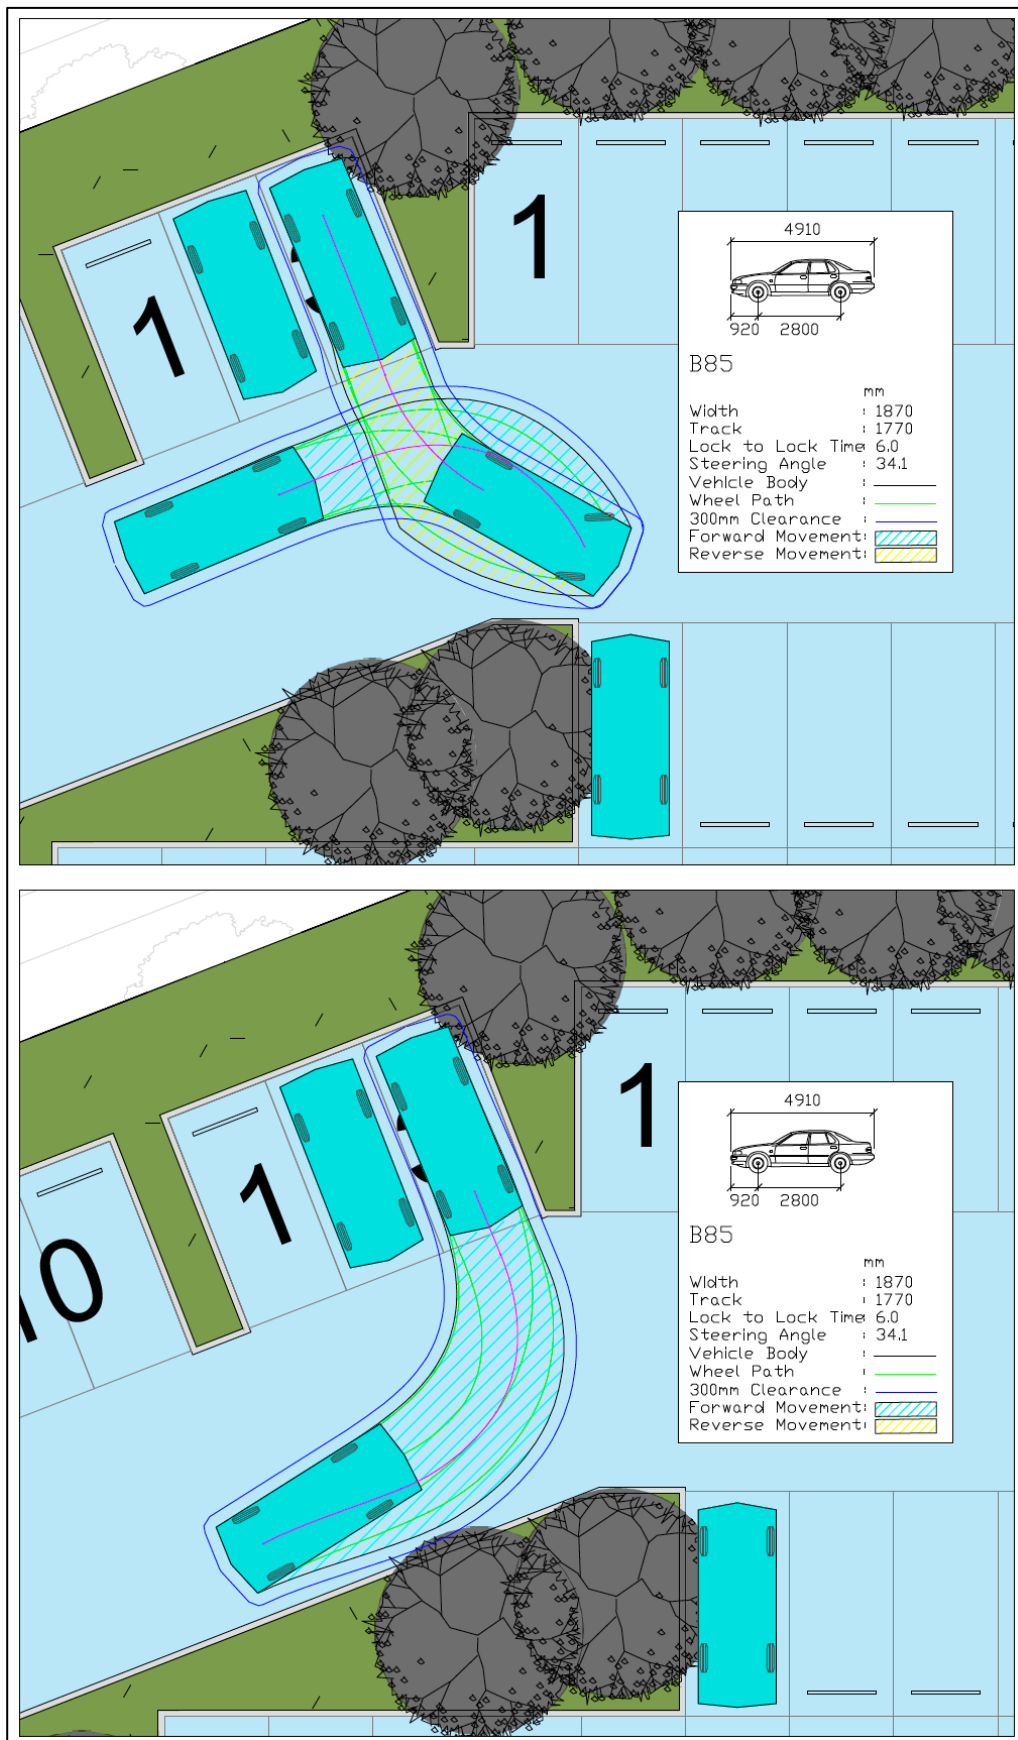 1
1
4910
920 2800
B85
mm
Width : 1870
Track : 1770
Lock to Lock Time: 6.0
Steering Angle : 34.1
Vehicle Body :
Wheel Path :
300mm Clearance :
Forward Movement:
Reverse Movement:
1
1
10
4910
920 2800
B85
mm
Width : 1870
Track : 1770
Lock to Lock Time: 6.0
Steering Angle : 34.1
Vehicle Body :
Wheel Path :
300mm Clearance :
Forward Movement:
Reverse Movement: